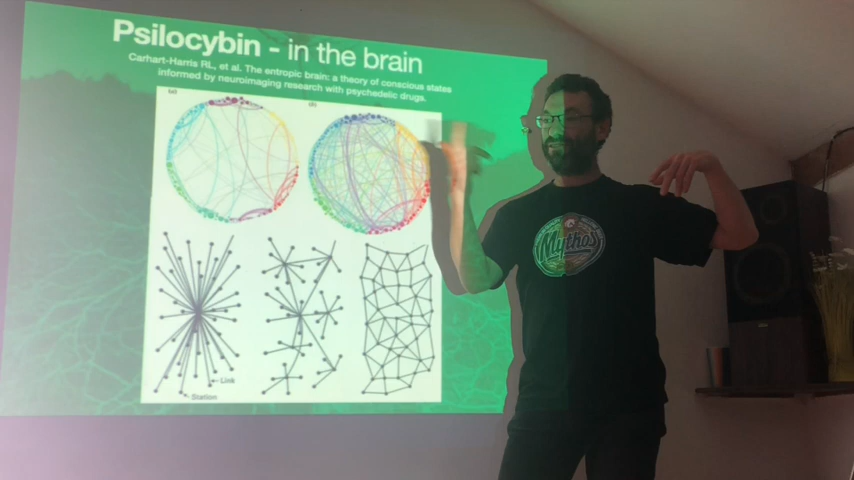 Psilocybin - in the brain
Carhart-Harris RL, et al. The entropic brain: a theory of conscious states
informed by neuroimaging research with psychedelic drugs.
(a) (b)
Link
Station
Mythos